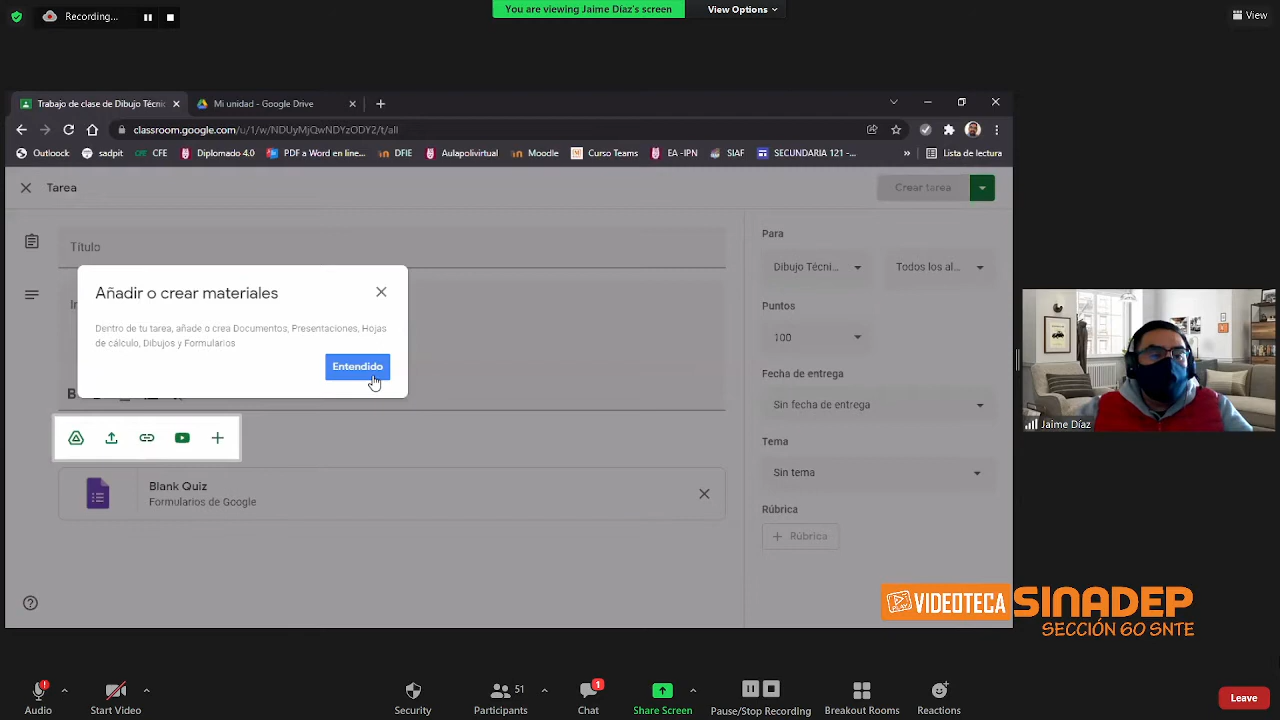 Recording...
You are viewing Jaime Díaz's screen
View Options
View
Trabajo de clase de Dibujo Técnic
Mi unidad - Google Drive
classroom.google.com/u/1/w/NDUyMjQwNDYzODY2/t/all
Outloock
sadpit
CFE
CFE
Diplomado 4.0
PDF a Word en line...
DFIE
Aulapolivirtual
Moodle
Curso Teams
EA -IPN
SIAF
SECUNDARIA 121 -...
»
Lista de lectura
Tarea
Crear tarea
Título
Añadir o crear materiales
Dentro de tu tarea, añade o crea Documentos, Presentaciones, Hojas
de cálculo, Dibujos y Formularios
Entendido
B
Blank Quiz
Formularios de Google
Para
Dibujo Técni...
Todos los al...
Puntos
100
Fecha de entrega
Sin fecha de entrega
Tema
Sin tema
Rúbrica
+ Rúbrica
Jaime Díaz
VIDEOTECA
SINADEP
SECCIÓN 60 SNTE
Audio
Start Video
Security
51
Participants
1
Chat
Share Screen
Pause/Stop Recording
Breakout Rooms
Reactions
Leave